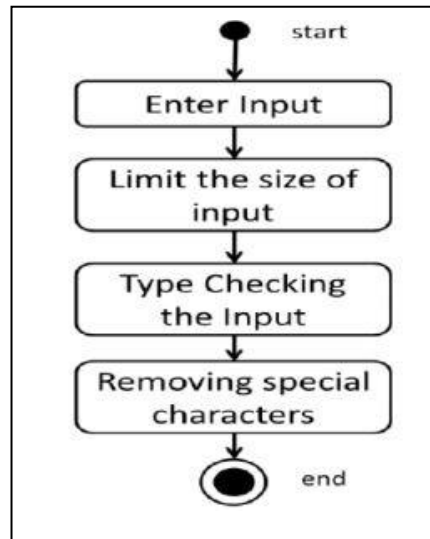 start
Enter Input
Limit the size of
input
Type Checking
the Input
Removing special
characters
end